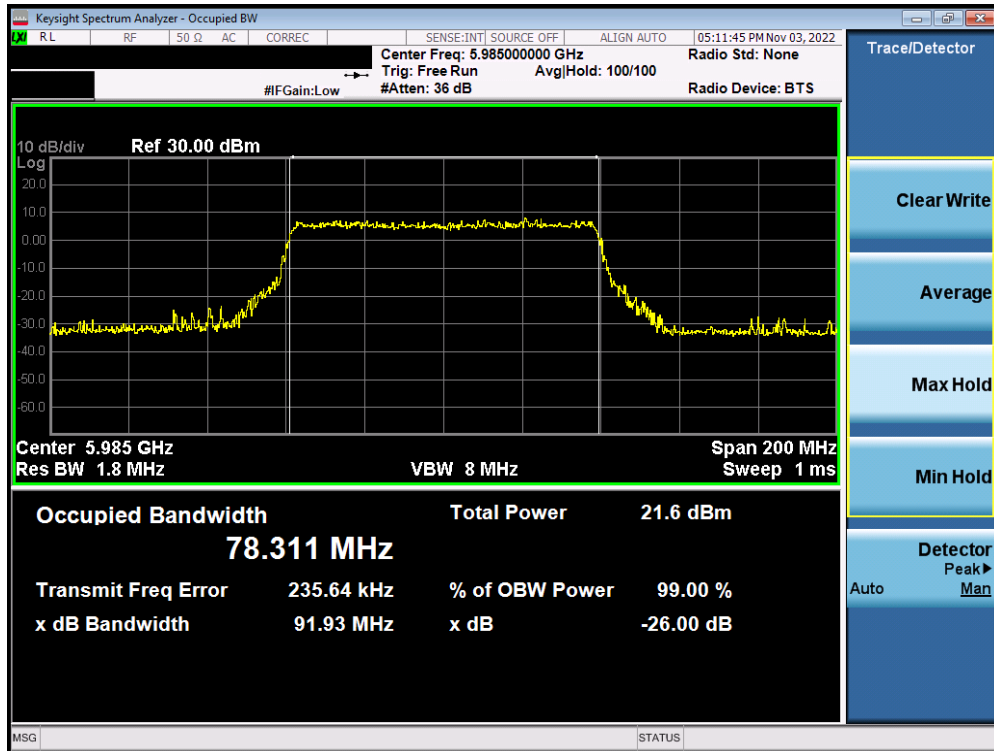 Keysight Spectrum Analyzer - Occupied BW
LXI RL RF 50 Ω AC CORREC SENSE:INT SOURCE OFF ALIGN AUTO 05:11:45 PM Nov 03, 2022
Center Freq: 5.985000000 GHz Radio Std: None
Trig: Free Run Avg|Hold: 100/100
#IFGain:Low #Atten: 36 dB Radio Device: BTS
10 dB/div Ref 30.00 dBm
Log
20.0
10.0
0.00
-10.0
-20.0
-30.0
-40.0
-50.0
-60.0
Center 5.985 GHz Span 200 MHz
Res BW 1.8 MHz VBW 8 MHz Sweep 1 ms
Occupied Bandwidth Total Power 21.6 dBm
78.311 MHz
Transmit Freq Error 235.64 kHz % of OBW Power 99.00 %
x dB Bandwidth 91.93 MHz x dB -26.00 dB
MSG STATUS
Trace/Detector
Clear Write
Average
Max Hold
Min Hold
Detector
Peak▶
Auto Man